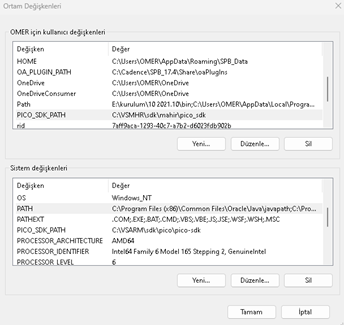 Ortam Değişkenleri
OMER için kullanıcı değişkenleri
Değişken Değer
HOME C:\Users\OMER\AppData\Roaming\SPB_Data
OA_PLUGIN_PATH C:\Cadence\SPB_17.4\Share\oaPlugIns
OneDrive C:\Users\OMER\OneDrive
OneDriveConsumer C:\Users\OMER\OneDrive
Path E:\kurulum\10 2021.10\bin;C:\Users\OMER\AppData\Local\Progra...
PICO_SDK_PATH C:\VSMHR\sdk\mahir\pico_sdk
rid 7aff9aca-1293-40c7-a7b2-d6023fdb902b
Yeni... Düzenle... Sil
Sistem değişkenleri
Değişken Değer
OS Windows_NT
PATH C:\Program Files (x86)\Common Files\Oracle\Java\javapath;C:\Pro...
PATHEXT .COM;.EXE;.BAT;.CMD;.VBS;.VBE;.JS;.JSE;.WSF;.WSH;.MSC
PICO_SDK_PATH C:\VSARM\sdk\pico\pico-sdk
PROCESSOR_ARCHITECTURE AMD64
PROCESSOR_IDENTIFIER Intel64 Family 6 Model 165 Stepping 2, GenuineIntel
PROCESSOR_LEVEL 6
Yeni... Düzenle... Sil
Tamam İptal